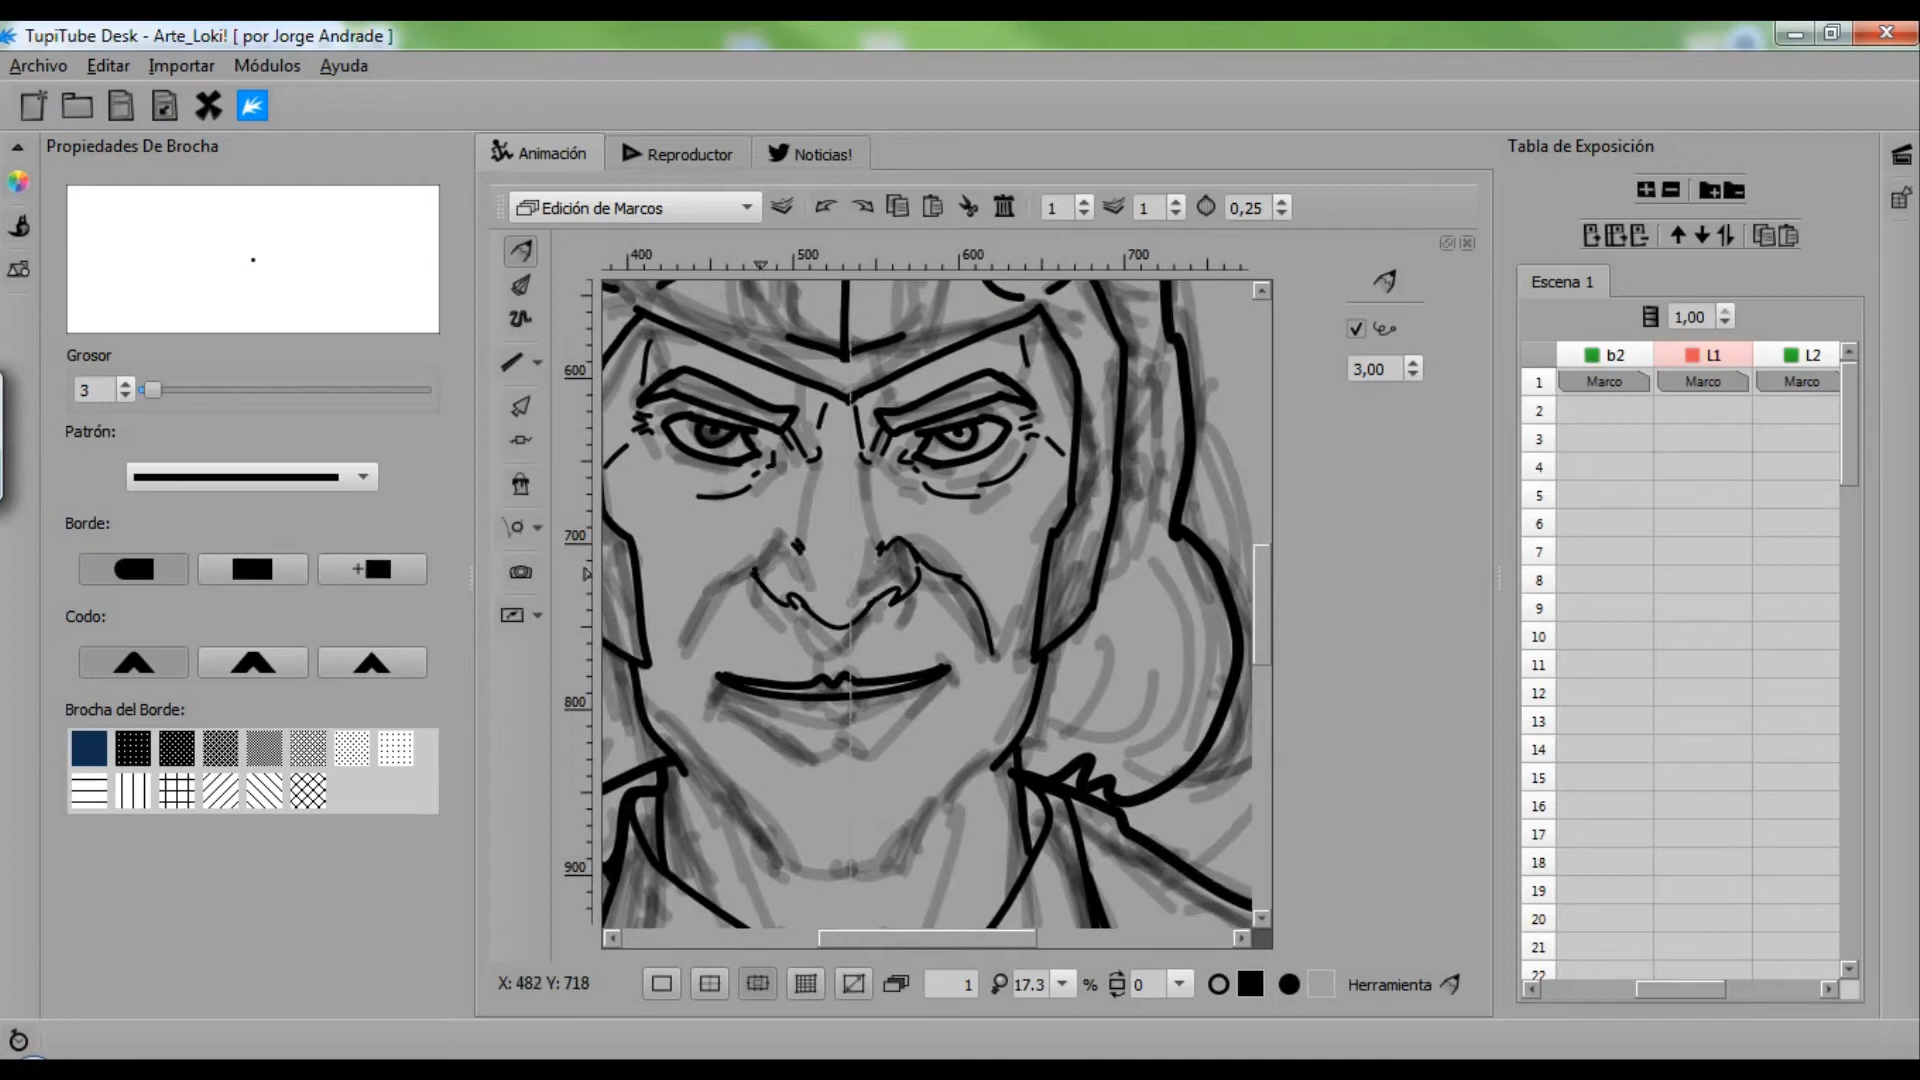 TupiTube Desk - Arte_Loki! [ por Jorge Andrade ]
Archivo Editar Importar Módulos Ayuda
Propiedades De Brocha
Animación Reproductor Noticias!
Tabla de Exposición
Edición de Marcos 1 1 0,25
400 500 600 700
Escena 1
1,00
Grosor
3
3,00
b2 L1 L2
1 Marco Marco Marco
2
3
4
5
6
7
8
9
10
11
12
13
14
15
16
17
18
19
20
21
22
600
700
800
900
Patrón:
Borde:
Codo:
Brocha del Borde:
X: 482 Y: 718 1 17.3 % 0 Herramienta